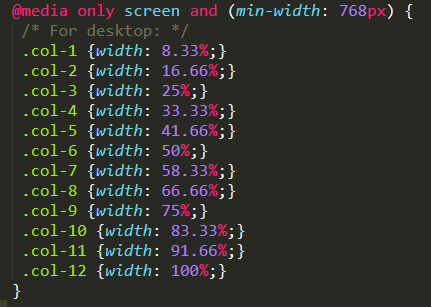 @media only screen and (min-width: 768px) {
/* For desktop: */
.col-1 {width: 8.33%;}
.col-2 {width: 16.66%;}
.col-3 {width: 25%;}
.col-4 {width: 33.33%;}
.col-5 {width: 41.66%;}
.col-6 {width: 50%;}
.col-7 {width: 58.33%;}
.col-8 {width: 66.66%;}
.col-9 {width: 75%;}
.col-10 {width: 83.33%;}
.col-11 {width: 91.66%;}
.col-12 {width: 100%;}
}